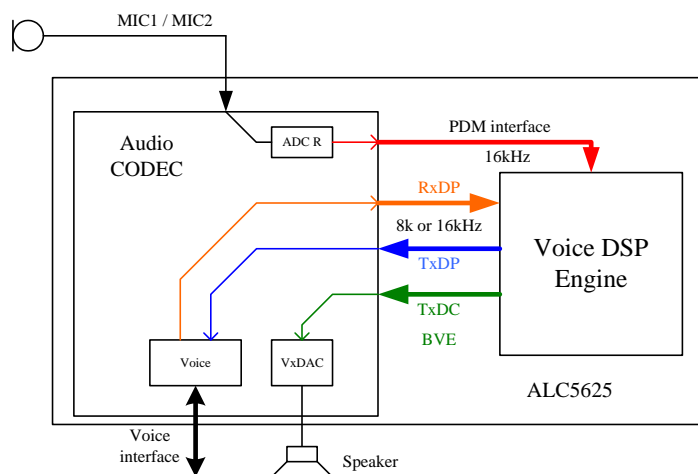 MIC1 / MIC2
Audio
CODEC
ADC R
PDM interface
16kHz
RxDP
8k or 16kHz
TxDP
TxDC
BVE
Voice DSP
Engine
Voice
VxDAC
ALC5625
Voice
interface
Speaker